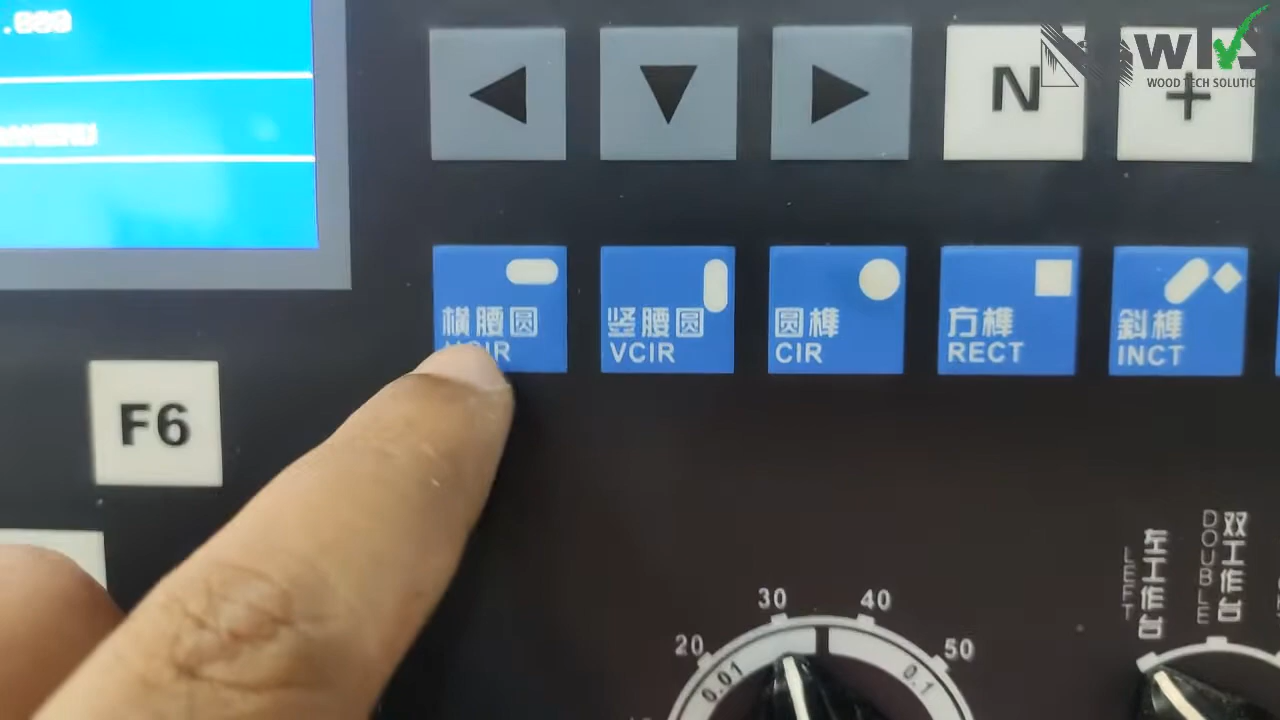 .000
N
+
WOOD TECH SOLUTIO
横腰圆
竖腰圆
VCIR
圆榫
CIR
方榫
RECT
斜榫
INCT
F6
20
30
40
50
0.01
0.1
左工作台
LEFT
双工作台
DOUBLE